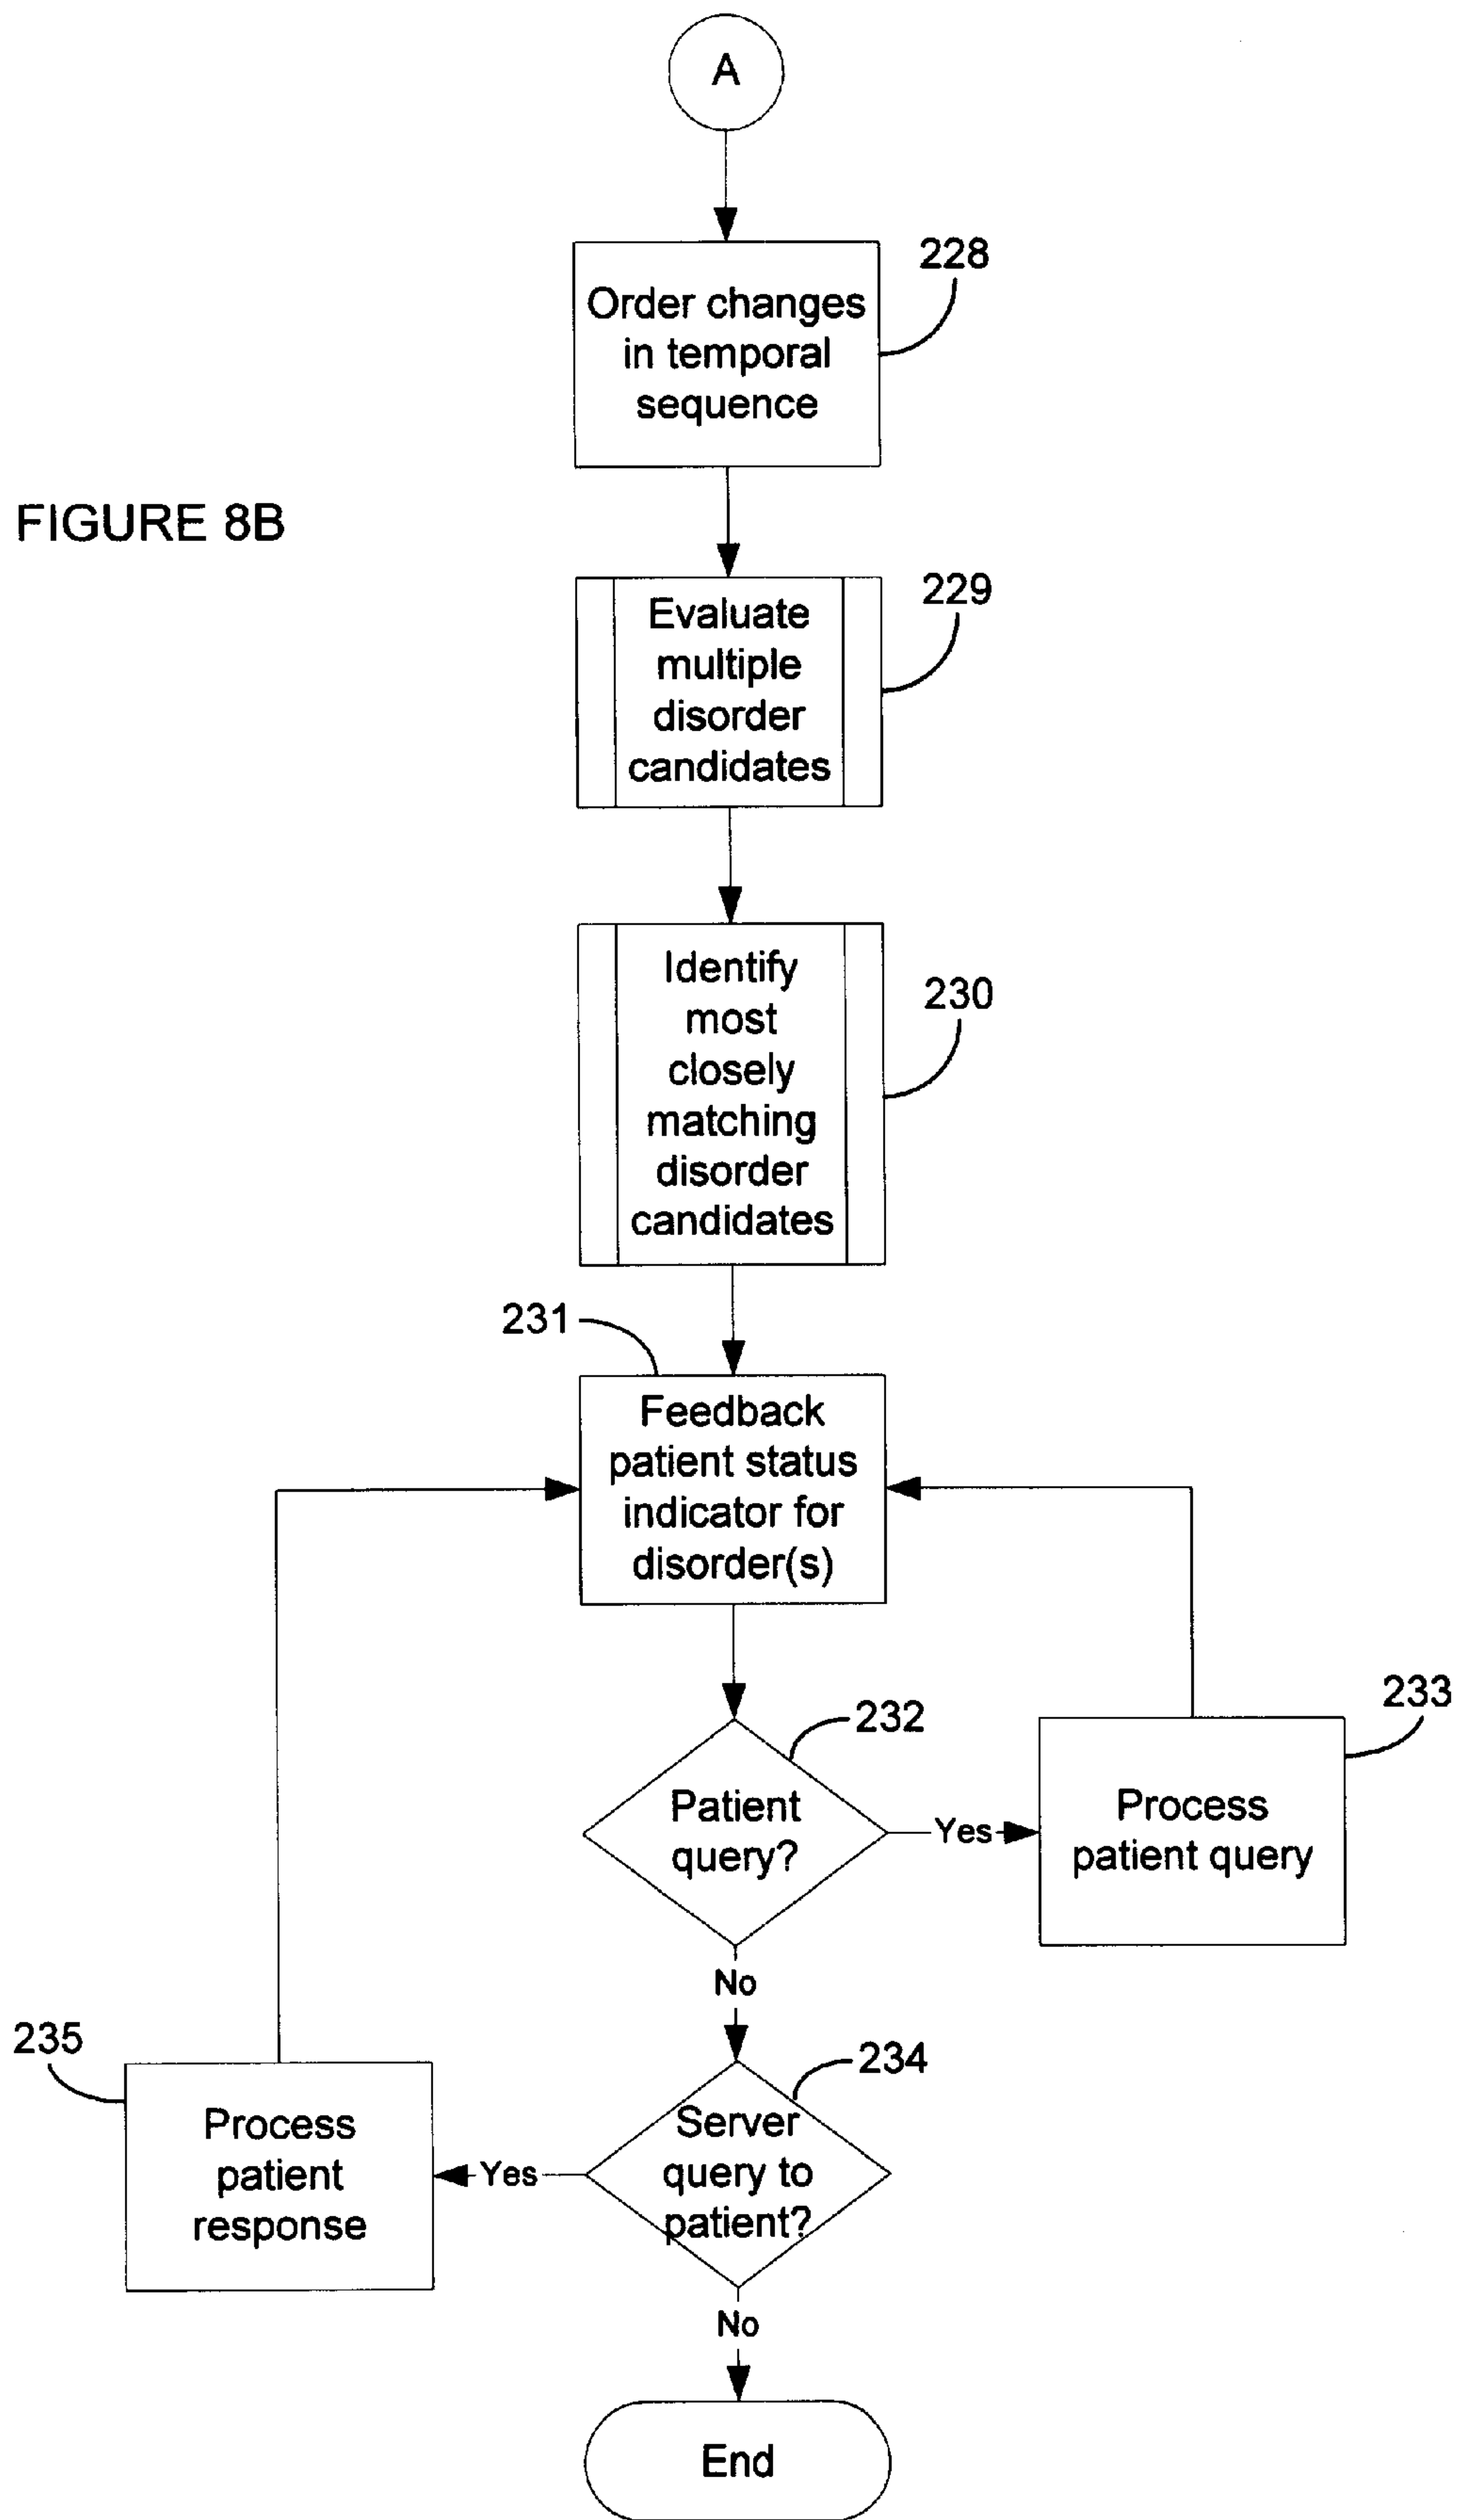 A
228
Order changes
in temporal
sequence
FIGURE 8B
229
Evaluate
multiple
disorder
candidates
230
Identify
most
closely
matching
disorder
candidates
231
Feedback
patient status
indicator for
disorder(s)
232
Patient
query?
Yes
233
Process
patient query
No
234
Server
query to
patient?
Yes
235
Process
patient
response
No
End